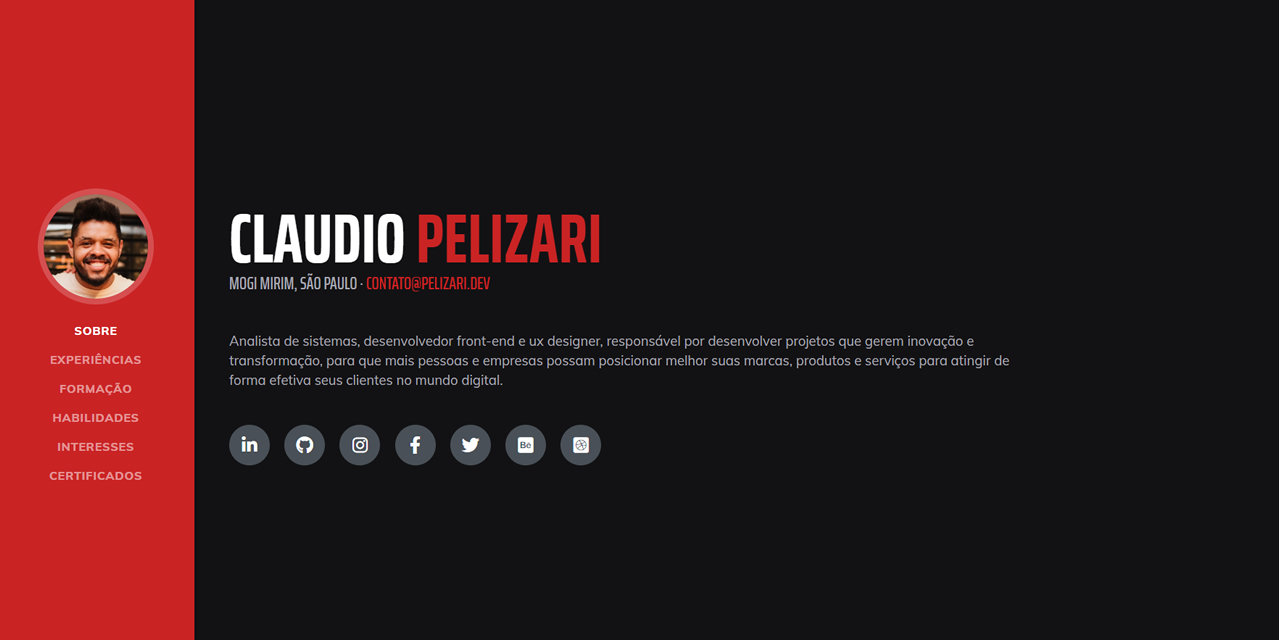 SOBRE
EXPERIÊNCIAS
FORMAÇÃO
HABILIDADES
INTERESSES
CERTIFICADOS
CLAUDIO PELIZARI
MOGI MIRIM, SÃO PAULO · CONTATO@PELIZARI.DEV
Analista de sistemas, desenvolvedor front-end e ux designer, responsável por desenvolver projetos que gerem inovação e
transformação, para que mais pessoas e empresas possam posicionar melhor suas marcas, produtos e serviços para atingir de
forma efetiva seus clientes no mundo digital.
in
f
Bē